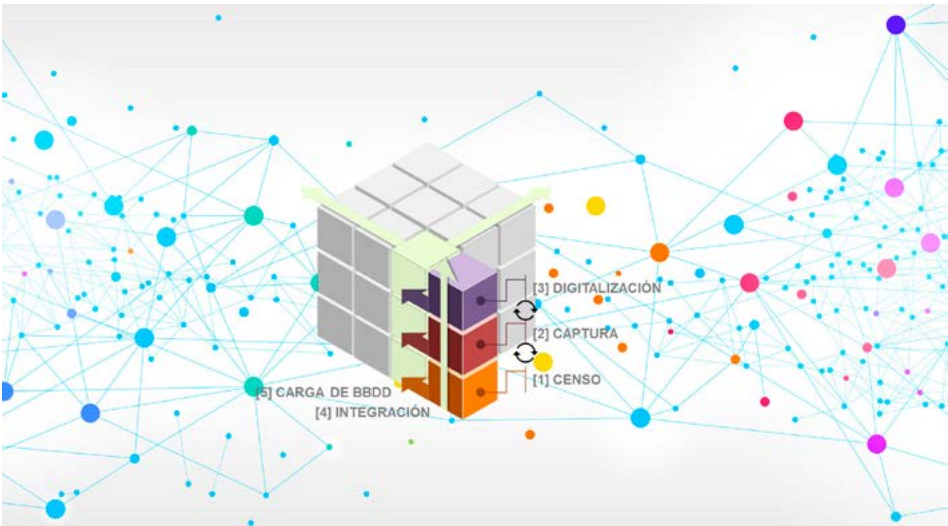 [3] DIGITALIZACIÓN
[2] CAPTURA
[1] CENSO
[5] CARGA DE BBDD
[4] INTEGRACIÓN